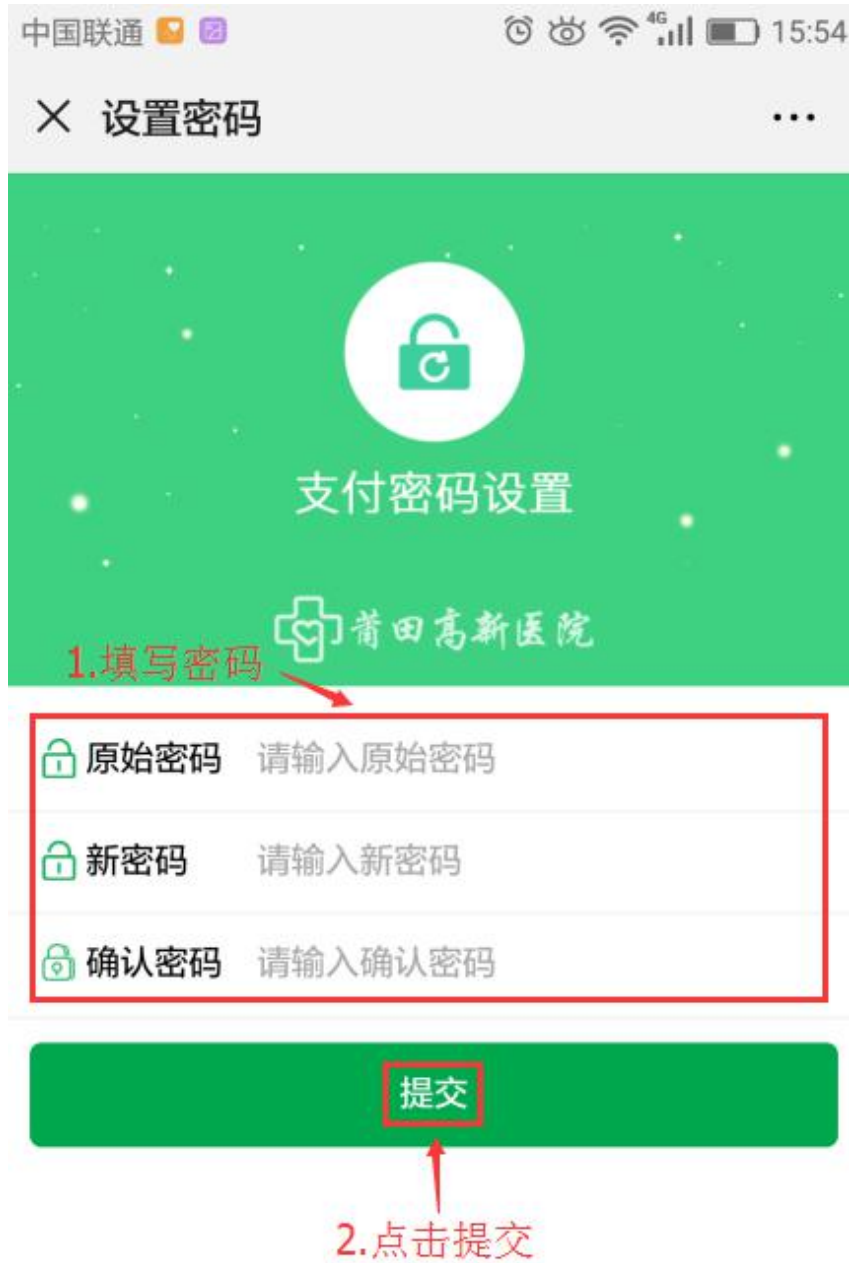 中国联通 4G 15:54
设置密码
支付密码设置
莆田高新医院
1.填写密码
原始密码 请输入原始密码
新密码 请输入新密码
确认密码 请输入确认密码
提交
2.点击提交